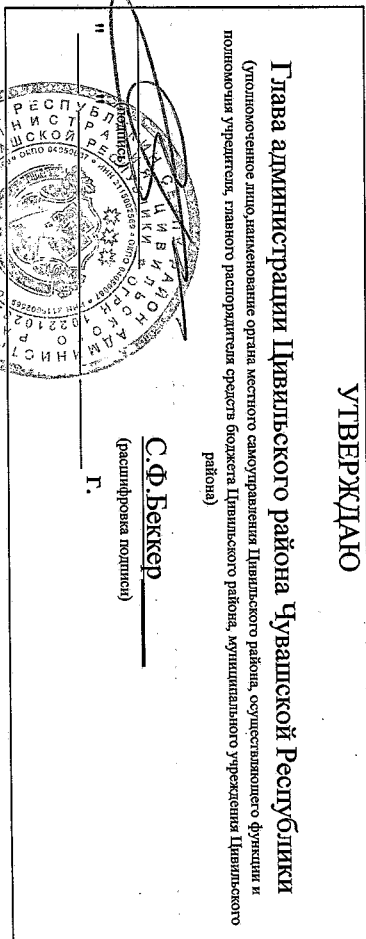 УТВЕРЖДАЮ
Глава администрации Цивильского района Чувашской Республики
(уполномоченное лицо,наименование органа местного самоуправления Цивильского района, осуществляющего функции и
полномочия учредителя, главного распорядителя средств бюджета Цивильского района, муниципального учреждения Цивильского
района)
С.Ф.Беккер
(подпись)
(расшифровка подписи)
" "
г.